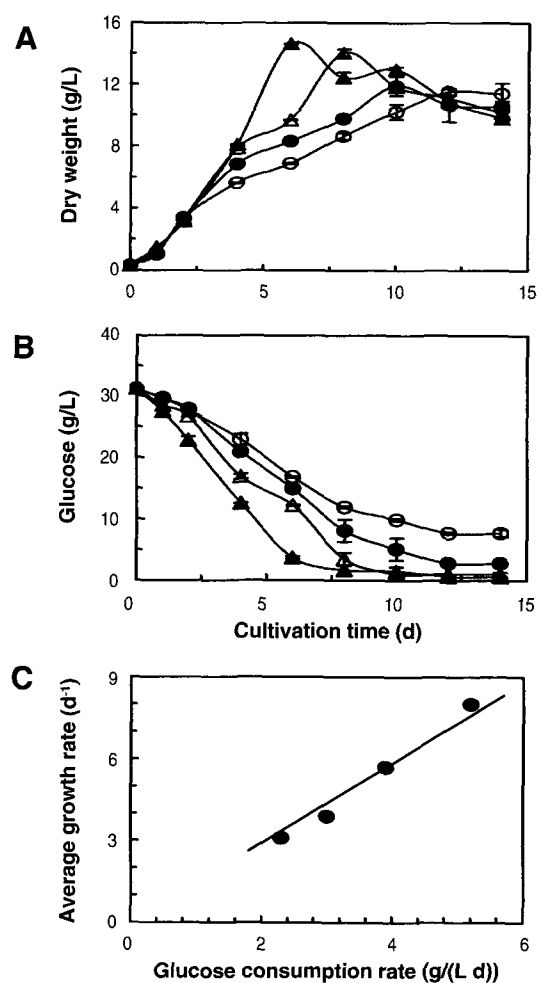 A
16
12
8
4
0
Dry weight (g/L)
0 5 10 15
B
40
30
20
10
0
Glucose (g/L)
0 5 10 15
Cultivation time (d)
C
9
6
3
0
Average growth rate (d⁻¹)
0 2 4 6
Glucose consumption rate (g/(L d))